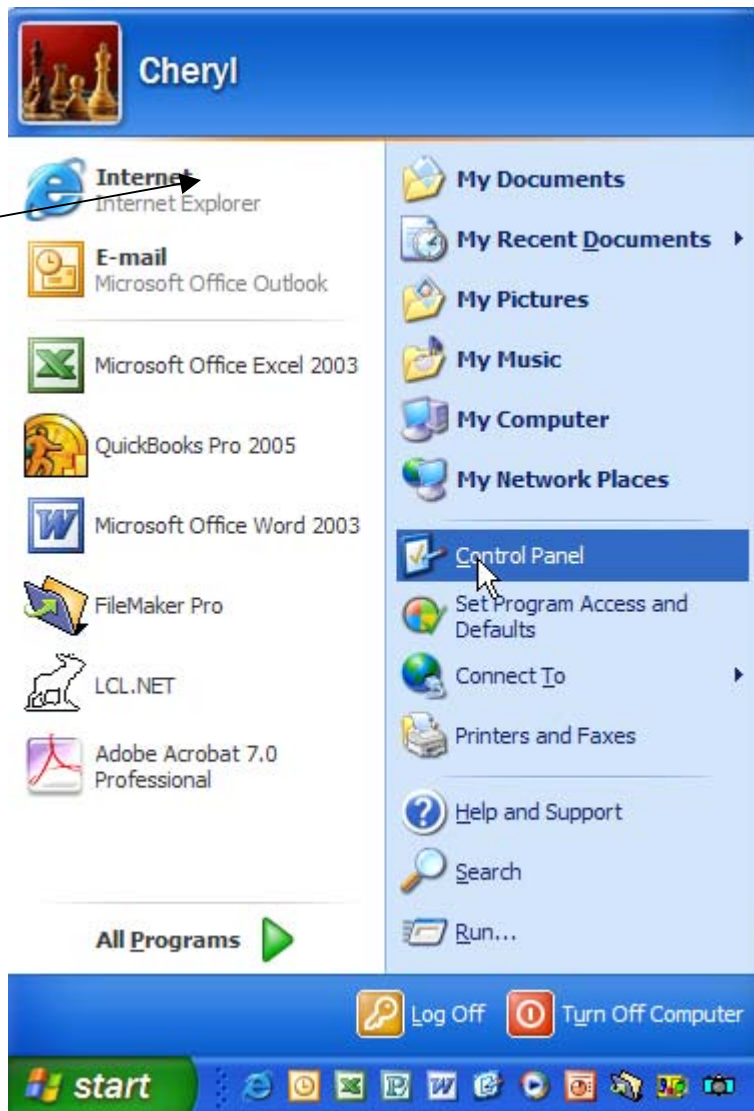 Cheryl
Internet
Internet Explorer
E-mail
Microsoft Office Outlook
Microsoft Office Excel 2003
QuickBooks Pro 2005
Microsoft Office Word 2003
FileMaker Pro
LCL.NET
Adobe Acrobat 7.0
Professional
All Programs
My Documents
My Recent Documents
My Pictures
My Music
My Computer
My Network Places
Control Panel
Set Program Access and
Defaults
Connect To
Printers and Faxes
Help and Support
Search
Run...
Log Off
Turn Off Computer
start